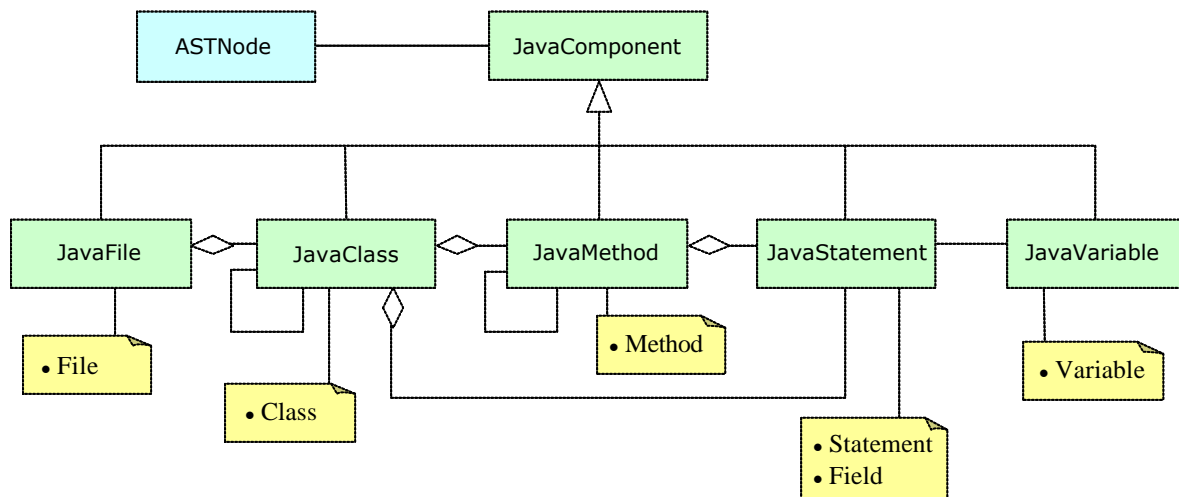 ASTNode
JavaComponent
JavaFile
JavaClass
JavaMethod
JavaStatement
JavaVariable
• File
• Class
• Method
• Statement
• Field
• Variable